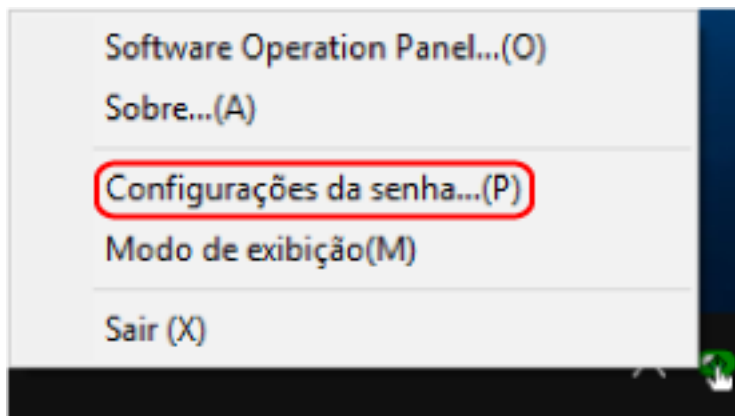 Software Operation Panel...(O)
Sobre...(A)
Configurações da senha...(P)
Modo de exibição(M)
Sair (X)